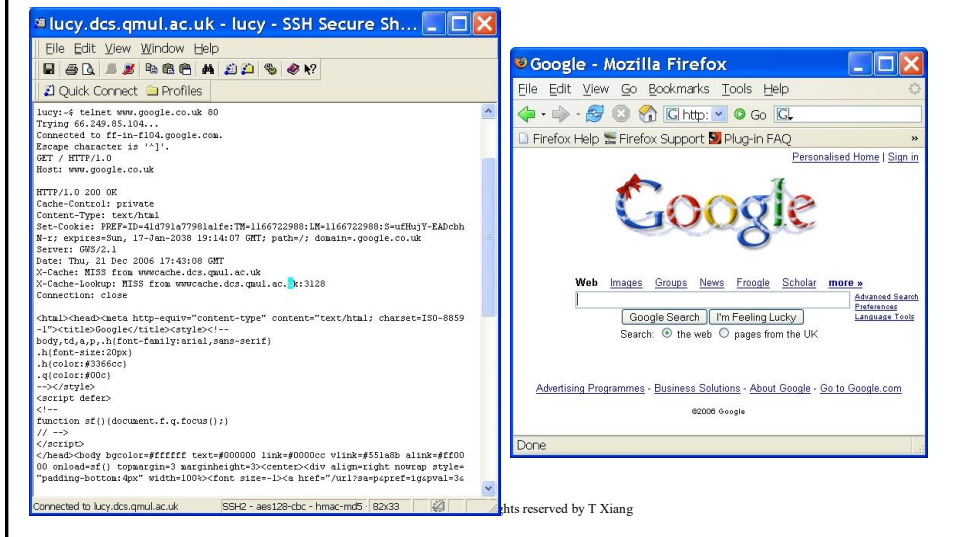 lucy.dcs.qmul.ac.uk - lucy - SSH Secure Sh...
File Edit View Window Help
Quick Connect Profiles
lucy:~$ telnet www.google.co.uk 80
Trying 66.249.85.104...
Connected to ff-in-f104.google.com.
Escape character is '^]'.
GET / HTTP/1.0
Host: www.google.co.uk
HTTP/1.0 200 OK
Cache-Control: private
Content-Type: text/html
Set-Cookie: PREF=ID=41d791a77981a1fe:TM=1166722988:LM=1166722988:S=ufHujY-EADcbh
N-r; expires=Sun, 17-Jan-2038 19:14:07 GMT; path=/; domain=.google.co.uk
Server: GWS/2.1
Date: Thu, 21 Dec 2006 17:43:08 GMT
X-Cache: MISS from wwwcache.dcs.qmul.ac.uk
X-Cache-Lookup: MISS from wwwcache.dcs.qmul.ac.uk:3128
Connection: close
<html><head><meta http-equiv="content-type" content="text/html; charset=ISO-8859
-1"><title>Google</title><style><!--
body,td,a,p,.h{font-family:arial,sans-serif}
.h{font-size:20px}
.h{color:#3366cc}
.q{color:#00c}
--></style>
<script defer>
<!--
function sf(){document.f.q.focus();}
// -->
</script>
</head><body bgcolor=#ffffff text=#000000 link=#0000cc vlink=#551a8b alink=#ff00
00 onload=sf() topmargin=3 marginheight=3><center><div align=right nowrap style=
"padding-bottom:4px" width=100%><font size=-1><a href="/url?sa=p&pref=ig&pval=3&
Connected to lucy.dcs.qmul.ac.uk SSH2 - aes128-cbc - hmac-md5 82x33
Google - Mozilla Firefox
File Edit View Go Bookmarks Tools Help
G http: Go G
Firefox Help Firefox Support Plug-in FAQ »
Personalised Home | Sign in
Google
Web Images Groups News Froogle Scholar more »
Advanced Search
Preferences
Language Tools
Google Search I'm Feeling Lucky
Search: the web pages from the UK
Advertising Programmes - Business Solutions - About Google - Go to Google.com
©2006 Google
Done
ghts reserved by T Xiang